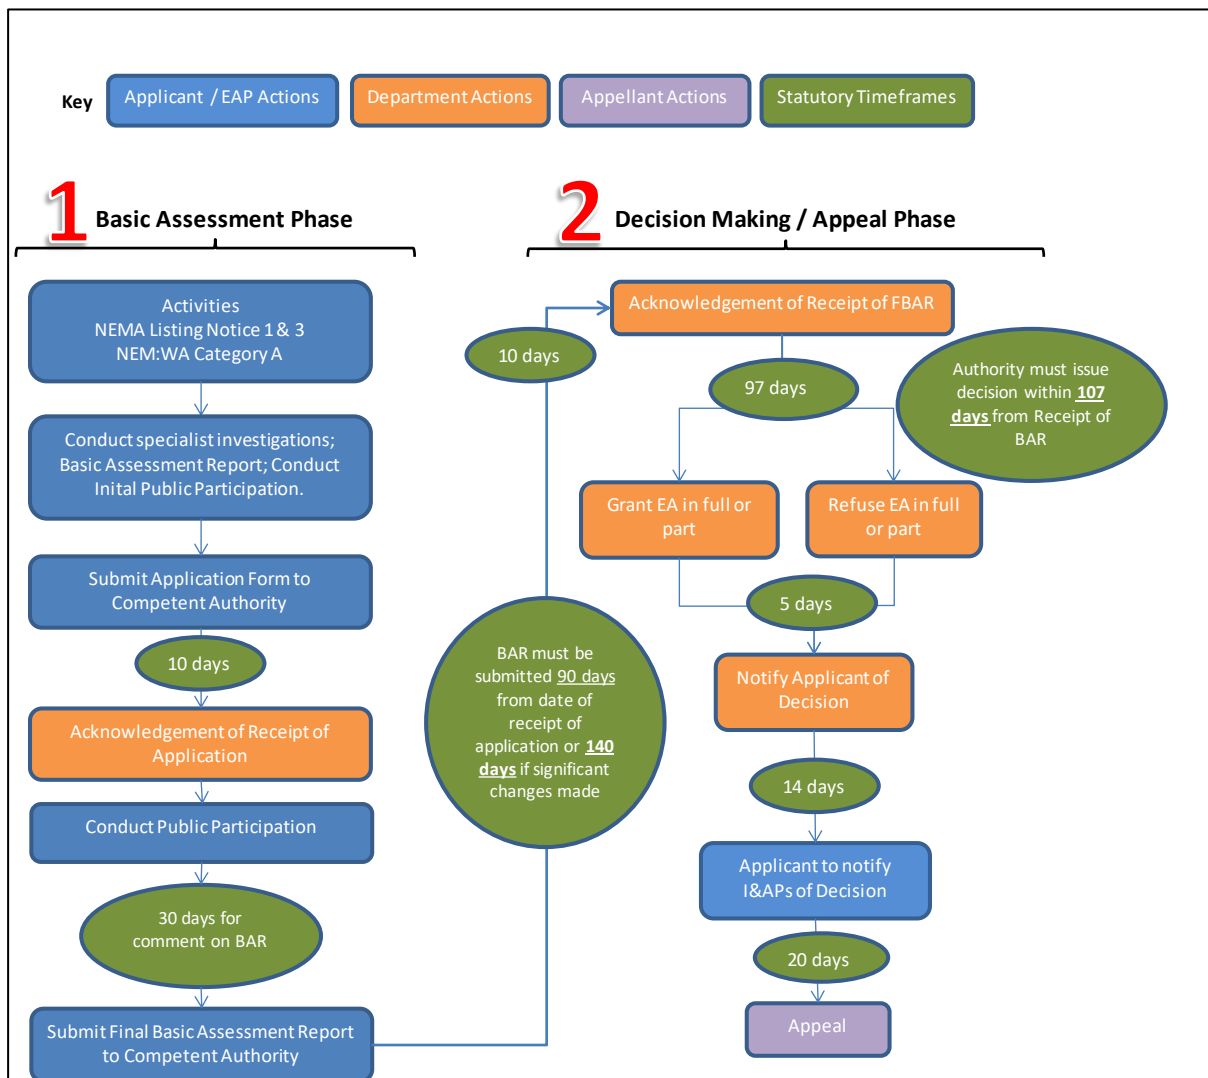 Key
Applicant / EAP Actions
Department Actions
Appellant Actions
Statutory Timeframes
1 Basic Assessment Phase
Activities
NEMA Listing Notice 1 & 3
NEM:WA Category A
Conduct specialist investigations;
Basic Assessment Report; Conduct
Inital Public Participation.
Submit Application Form to
Competent Authority
10 days
Acknowledgement of Receipt of
Application
Conduct Public Participation
30 days for
comment on BAR
Submit Final Basic Assessment Report
to Competent Authority
BAR must be
submitted 90 days
from date of
receipt of
application or 140
days if significant
changes made
10 days
2 Decision Making / Appeal Phase
Acknowledgement of Receipt of FBAR
97 days
Authority must issue
decision within 107
days from Receipt of
BAR
Grant EA in full or
part
Refuse EA in full
or part
5 days
Notify Applicant of
Decision
14 days
Applicant to notify
I&APs of Decision
20 days
Appeal